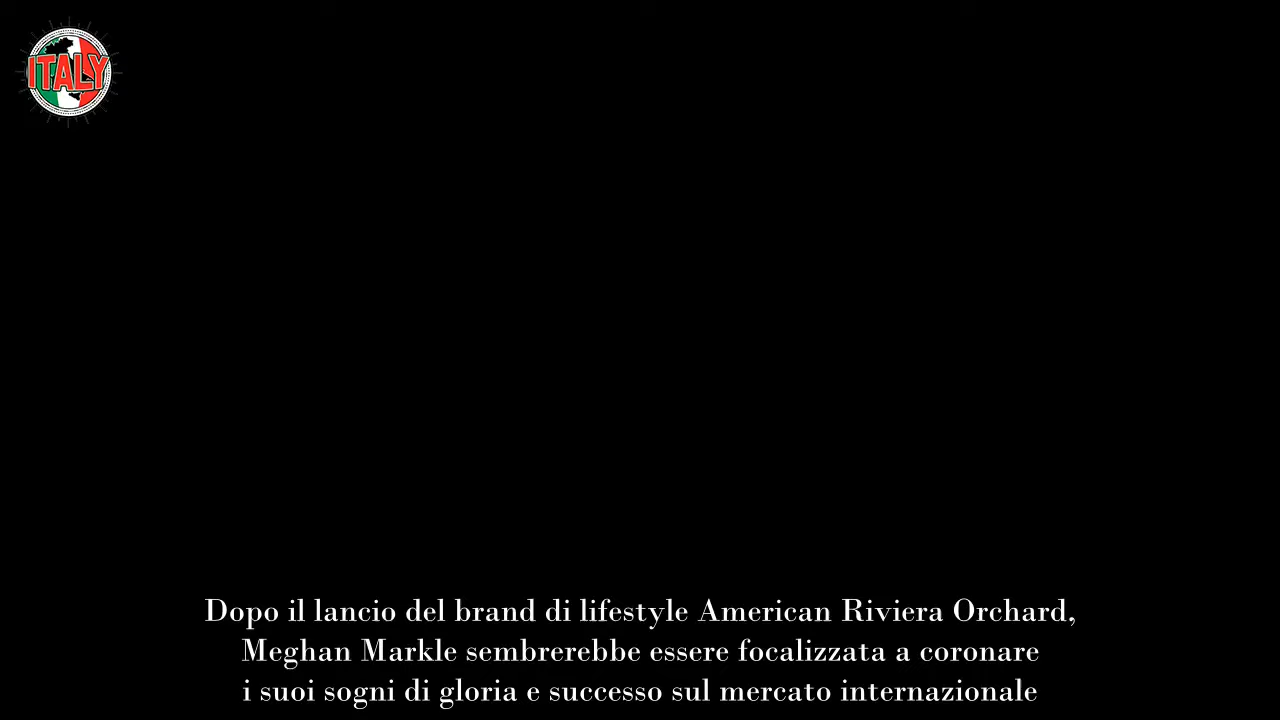 ITALY
Dopo il lancio del brand di lifestyle American Riviera Orchard,
Meghan Markle sembrerebbe essere focalizzata a coronare
i suoi sogni di gloria e successo sul mercato internazionale